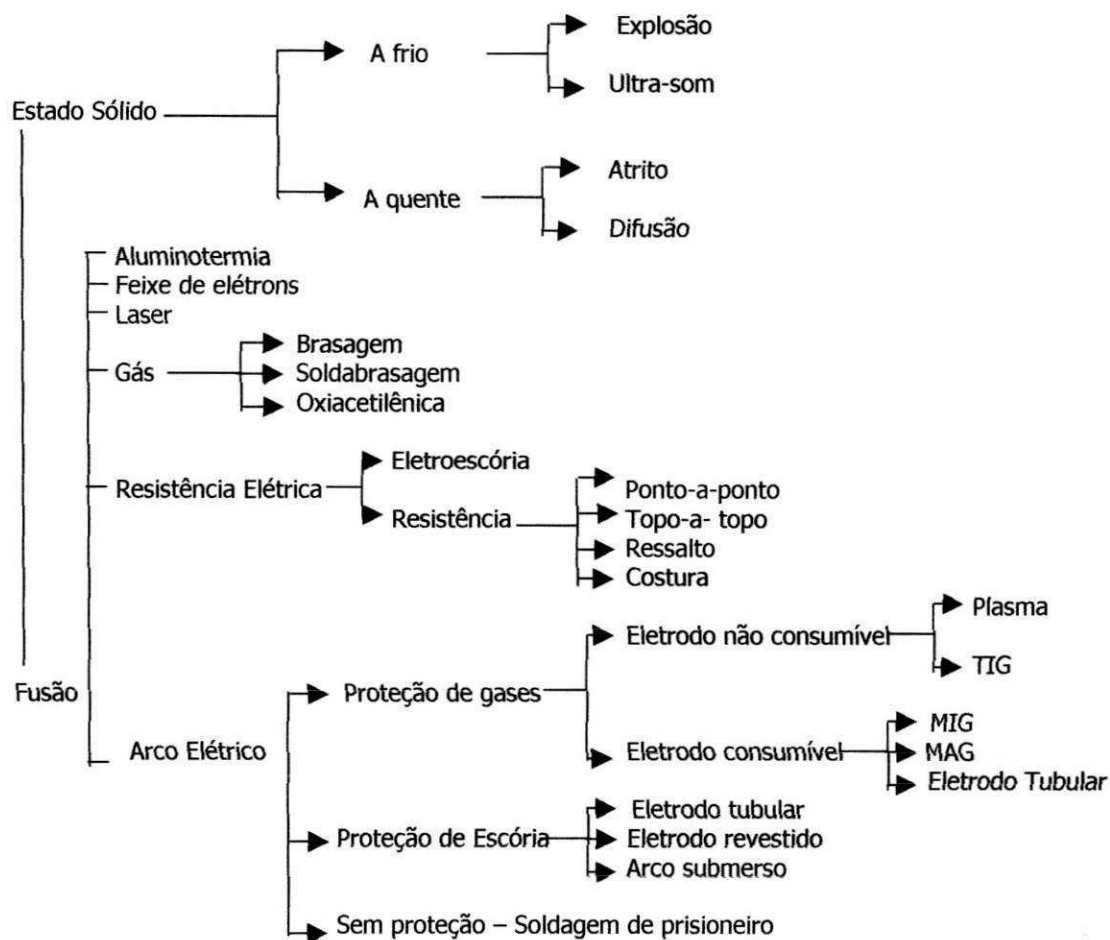 Explosão
A frio
Ultra-som
Estado Sólido
Atrito
A quente
Difusão
Aluminotermia
Feixe de elétrons
Laser
Brasagem
Gás
Soldabrasagem
Oxiacetilênica
Eletroescória
Resistência Elétrica
Ponto-a-ponto
Resistência
Topo-a- topo
Ressalto
Costura
Plasma
Eletrodo não consumível
TIG
Fusão
Proteção de gases
MIG
Arco Elétrico
Eletrodo consumível
MAG
Eletrodo Tubular
Eletrodo tubular
Proteção de Escória
Eletrodo revestido
Arco submerso
Sem proteção – Soldagem de prisioneiro